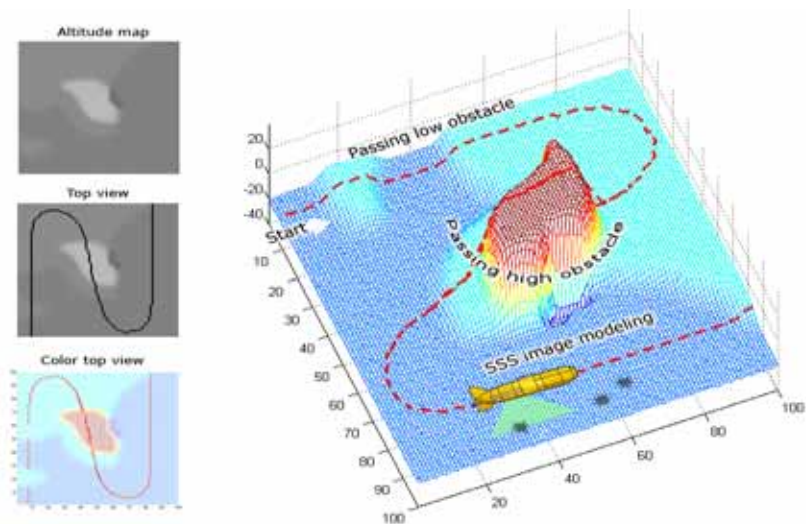 Altitude map
Top view
Color top view
Passing low obstacle
20
0
-20
-40
Start
Passing high obstacle
SSS image modeling
10
20
30
40
50
60
70
80
90
100
20
40
60
80
100